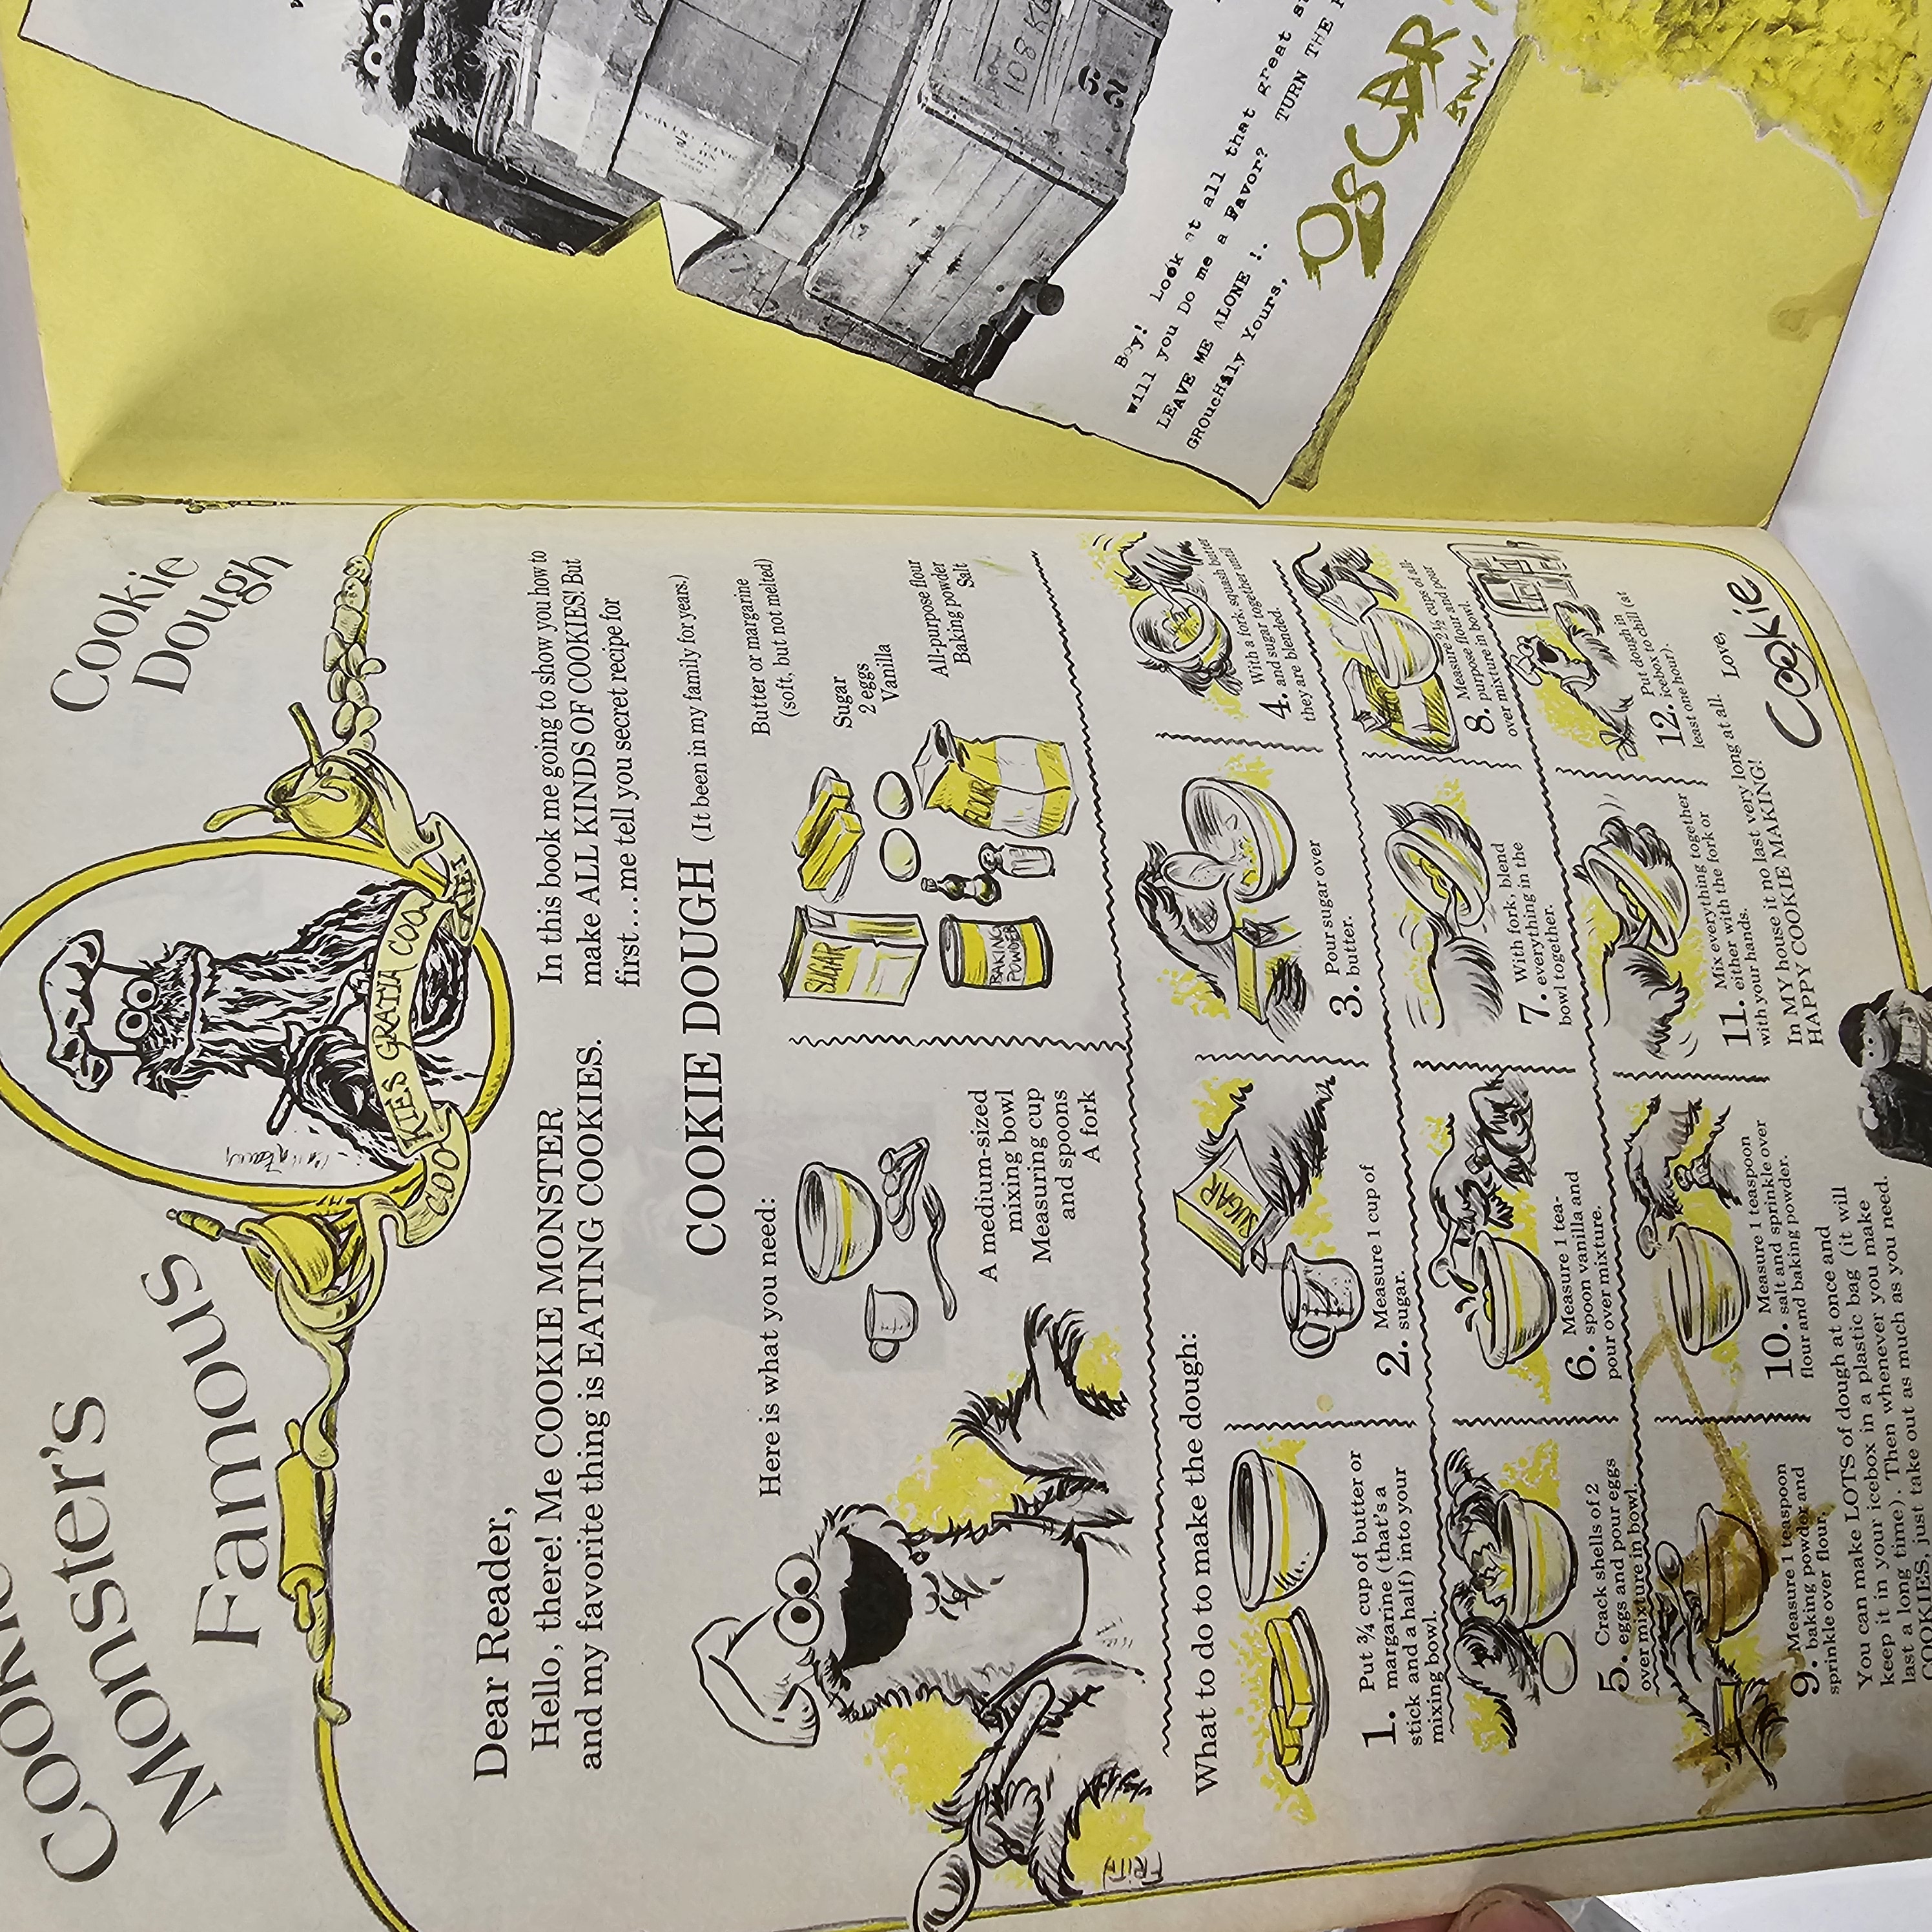 Monster's
Famous
Cookie
Dough
COO-
KIES GRATIA COO-
KIEI
Dear Reader,
Hello, there! Me COOKIE MONSTER
and my favorite thing is EATING COOKIES.
In this book me going to show you how to
make ALL KINDS OF COOKIES! But
first...me tell you secret recipe for
COOKIE DOUGH (It been in my family for years.)
Here is what you need:
A medium-sized
mixing bowl
Measuring cup
and spoons
A fork
SUGAR
BAKING
POWDER
FLOUR
Butter or margarine
(soft, but not melted)
Sugar
2 eggs
Vanilla
All-purpose flour
Baking powder
Salt
FRITH
What to do to make the dough:
1. Put ¾ cup of butter or
margarine (that's a
stick and a half) into your
mixing bowl.
SUGAR
2. Measure 1 cup of
sugar.
3. Pour sugar over
butter.
4. With a fork, squash butter
and sugar together until
they are blended.
5. Crack shells of 2
eggs and pour eggs
over mixture in bowl.
6. Measure 1 tea-
spoon vanilla and
pour over mixture.
7. With fork, blend
everything in the
bowl together.
8. Measure 2½ cups of all-
purpose flour and pour
over mixture in bowl.
9. Measure 1 teaspoon
baking powder and
sprinkle over flour.
10. Measure 1 teaspoon
salt and sprinkle over
flour and baking powder.
11. Mix everything together
either with the fork or
with your hands.
12. Put dough in
icebox to chill (at
least one hour).
You can make LOTS of dough at once and
keep it in your icebox in a plastic bag (it will
last a long time). Then whenever you make
COOKIES, just take out as much as you need.
In MY house it no last very long at all.
HAPPY COOKIE MAKING!
Love,
Cookie
108 KG
Boy! Look at all that great
will you Do me a Favor? TURN THE
LEAVE ME ALONE !.
GROucHily Yours,
OSCAR
BAH!